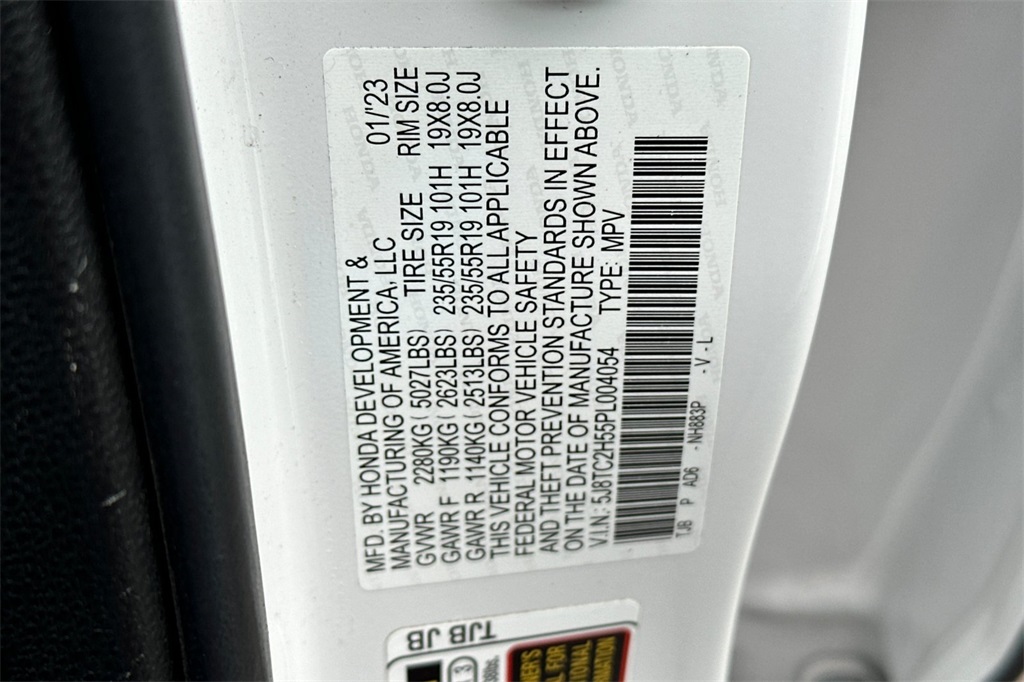 MFD. BY HONDA DEVELOPMENT &
MANUFACTURING OF AMERICA, LLC 01/'23
GVWR 2280KG( 5027LBS) TIRE SIZE RIM SIZE
GAWR F 1190KG( 2623LBS) 235/55R19 101H 19X8.0J
GAWR R 1140KG( 2513LBS) 235/55R19 101H 19X8.0J
THIS VEHICLE CONFORMS TO ALL APPLICABLE
FEDERAL MOTOR VEHICLE SAFETY
AND THEFT PREVENTION STANDARDS IN EFFECT
ON THE DATE OF MANUFACTURE SHOWN ABOVE.
V.I.N.: 5J8TC2H55PL004054 TYPE: MPV
TJB P AD6 -NH883P -V-L
TJB JB